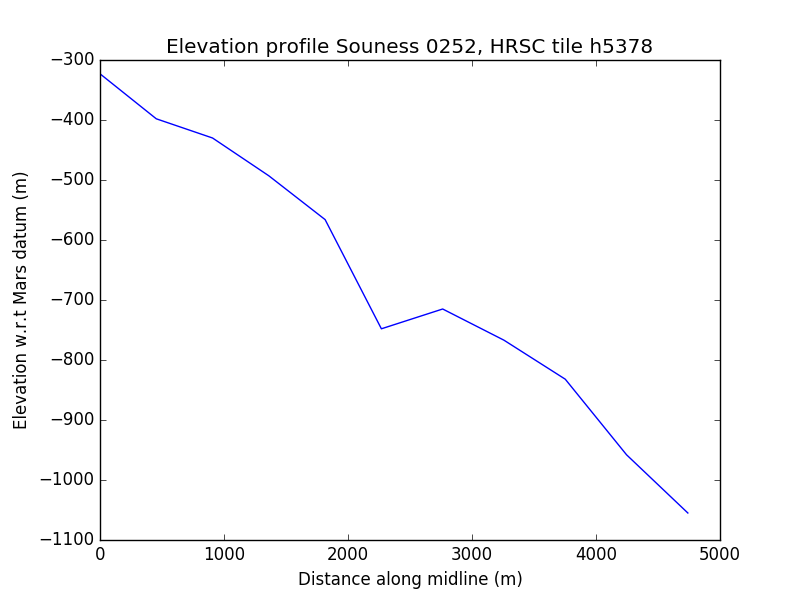 Elevation profile Souness 0252, HRSC tile h5378
−300
−400
−500
−600
−700
−800
−900
−1000
−1100
Elevation w.r.t Mars datum (m)
0 1000 2000 3000 4000 5000
Distance along midline (m)